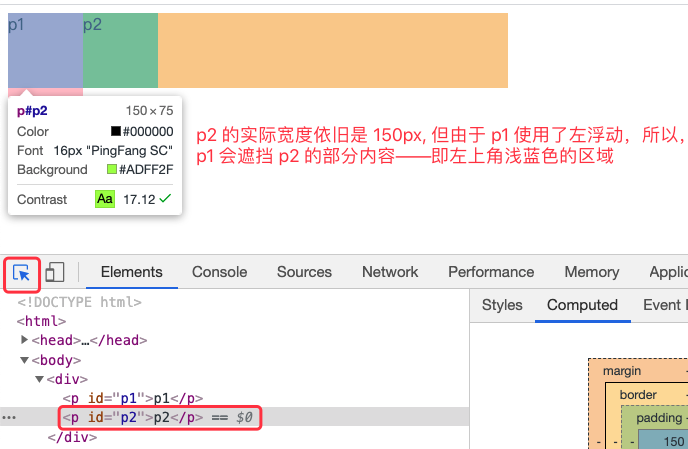 p1 p2
p#p2 150 × 75
Color #000000
Font 16px "PingFang SC"
Background #ADFF2F
Contrast Aa 17.12
p2 的实际宽度依旧是 150px, 但由于 p1 使用了左浮动，所以,
p1 会遮挡 p2 的部分内容——即左上角浅蓝色的区域
Elements Console Sources Network Performance Memory Applic
<!DOCTYPE html>
<html>
<head>…</head>
<body>
<div>
<p id="p1">p1</p>
… <p id="p2">p2</p> == $0
</div>
Styles Computed Event
margin -
border -
padding -
- - - 150